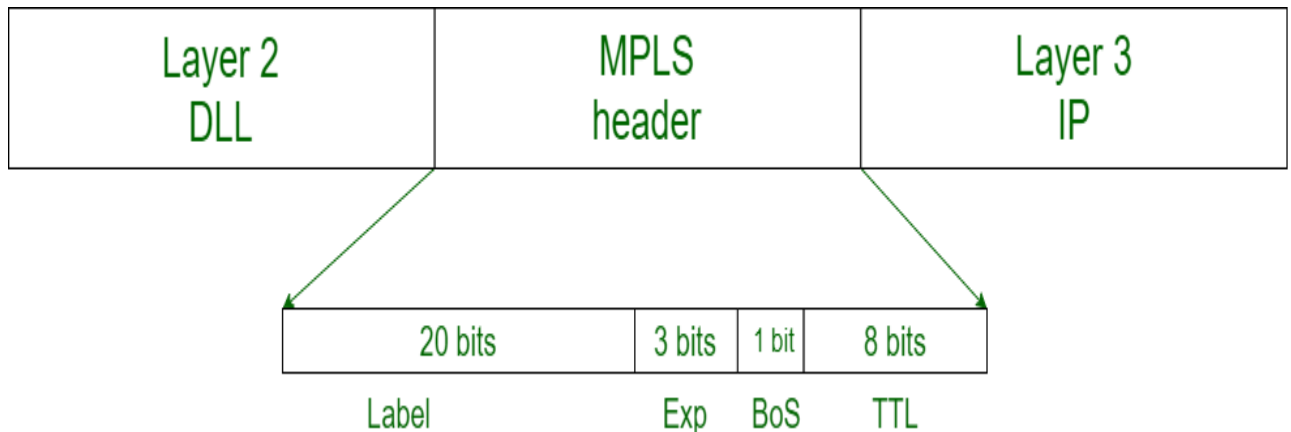 Layer 2
DLL
MPLS
header
Layer 3
IP
20 bits
3 bits
1 bit
8 bits
Label
Exp
BoS
TTL